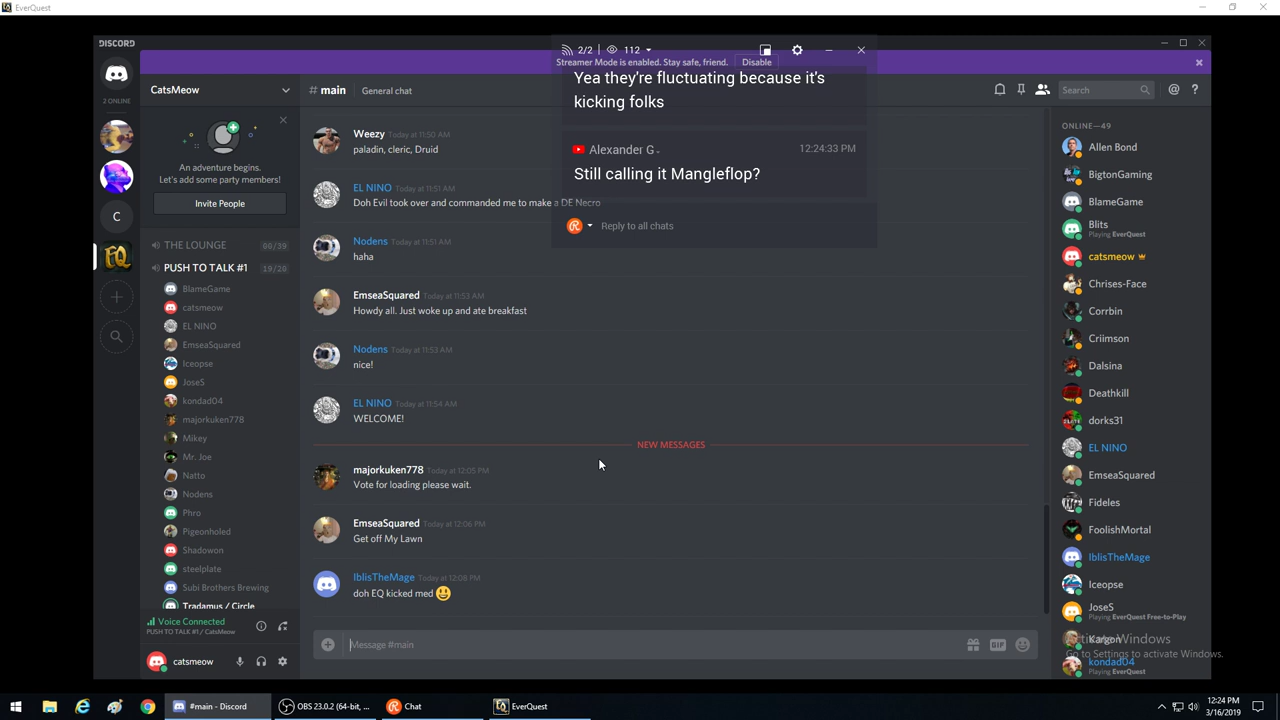 EverQuest
DISCORD
2 ONLINE
C
CatsMeow
An adventure begins.
Let's add some party members!
Invite People
THE LOUNGE 06/39
PUSH TO TALK #1 19/20
BlameGame
catsmeow
EL NINO
EmseaSquared
Iceopse
JoseS
kondad04
majorkuken778
Mikey
Mr. Joe
Natto
Nodens
Phro
Pigeonholed
Shadowon
steelplate
Subi Brothers Brewing
Tradamus / Circle
Voice Connected
PUSH TO TALK #1 / CatsMeow
catsmeow
# main General chat
Search
2/2 112
Streamer Mode is enabled. Stay safe, friend. Disable
Yea they're fluctuating because it's
kicking folks
Alexander G 12:24:33 PM
Still calling it Mangleflop?
Reply to all chats
Weezy Today at 11:50 AM
paladin, cleric, Druid
EL NINO Today at 11:51 AM
Doh Evil took over and commanded me to make a DE Necro
Nodens Today at 11:51 AM
haha
EmseaSquared Today at 11:53 AM
Howdy all. Just woke up and ate breakfast
Nodens Today at 11:53 AM
nice!
EL NINO Today at 11:54 AM
WELCOME!
NEW MESSAGES
majorkuken778 Today at 12:05 PM
Vote for loading please wait.
EmseaSquared Today at 12:06 PM
Get off My Lawn
IblisTheMage Today at 12:08 PM
doh EQ kicked med
Message #main
GIF
ONLINE—49
Allen Bond
BigtonGaming
BlameGame
Blits
Playing EverQuest
catsmeow
Chrises-Face
Corrbin
Criimson
Dalsina
Deathkill
dorks31
EL NINO
EmseaSquared
Fideles
FoolishMortal
IblisTheMage
Iceopse
JoseS
Playing EverQuest Free-to-Play
Kargon
kondad04
Playing EverQuest
Activate Windows
Go to Settings to activate Windows.
#main - Discord
OBS 23.0.2 (64-bit, ...
Chat
EverQuest
12:24 PM
3/16/2019